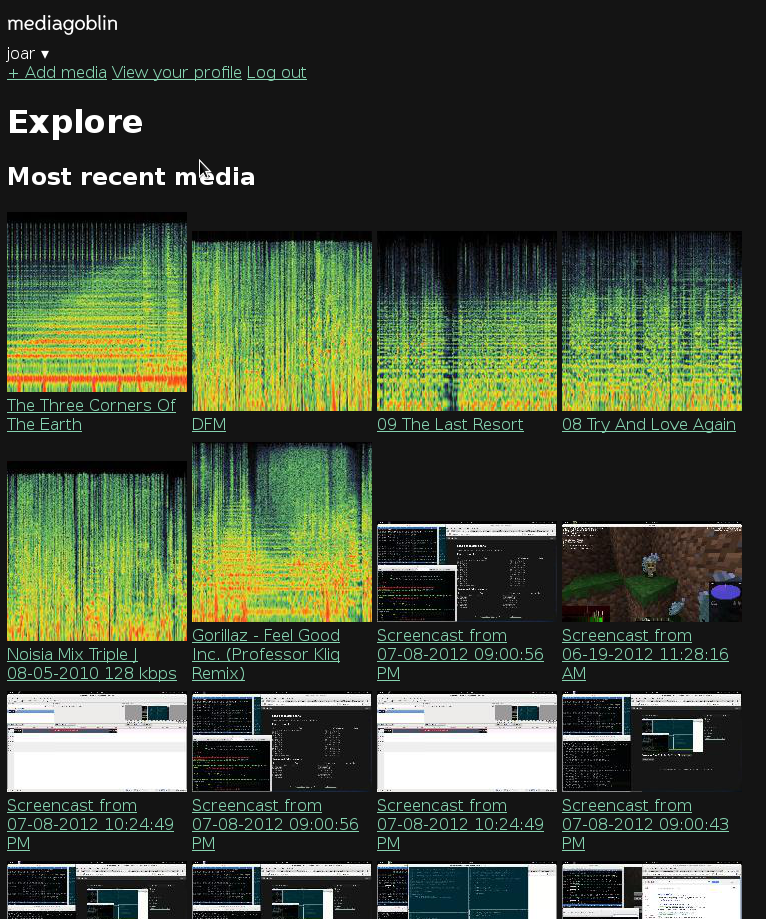 mediagoblin
joar ▾
+ Add media View your profile Log out
Explore
Most recent media
The Three Corners Of
The Earth
DFM
09 The Last Resort
08 Try And Love Again
Noisia Mix Triple J
08-05-2010 128 kbps
Gorillaz - Feel Good
Inc. (Professor Kliq
Remix)
Screencast from
07-08-2012 09:00:56
PM
Screencast from
06-19-2012 11:28:16
AM
Screencast from
07-08-2012 10:24:49
PM
Screencast from
07-08-2012 09:00:56
PM
Screencast from
07-08-2012 10:24:49
PM
Screencast from
07-08-2012 09:00:43
PM